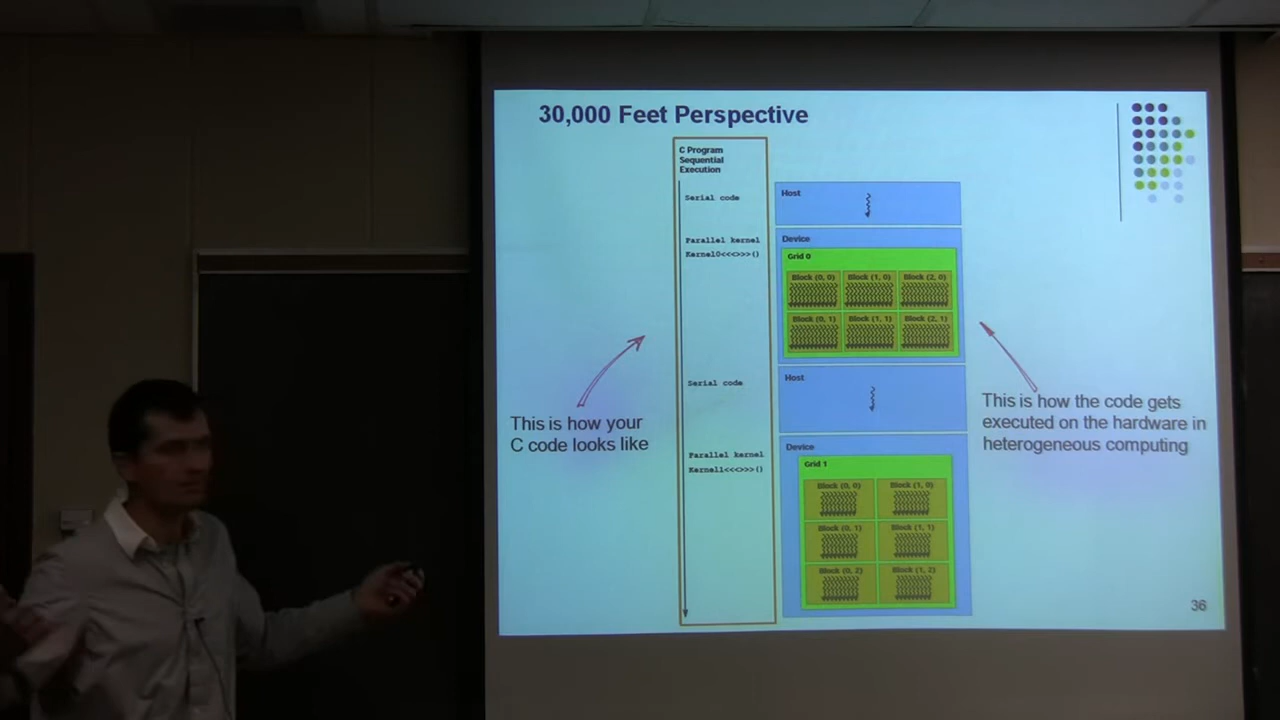 30,000 Feet Perspective
C Program
Sequential
Execution
Serial code
Host
Parallel kernel
Kernel0<<<>>>()
Device
Grid 0
Block (0, 0) Block (1, 0) Block (2, 0)
Block (0, 1) Block (1, 1) Block (2, 1)
This is how your
C code looks like
Serial code
Host
This is how the code gets
executed on the hardware in
heterogeneous computing
Parallel kernel
Kernel1<<<>>>()
Device
Grid 1
Block (0, 0) Block (1, 0)
Block (0, 1) Block (1, 1)
Block (0, 2) Block (1, 2)
36